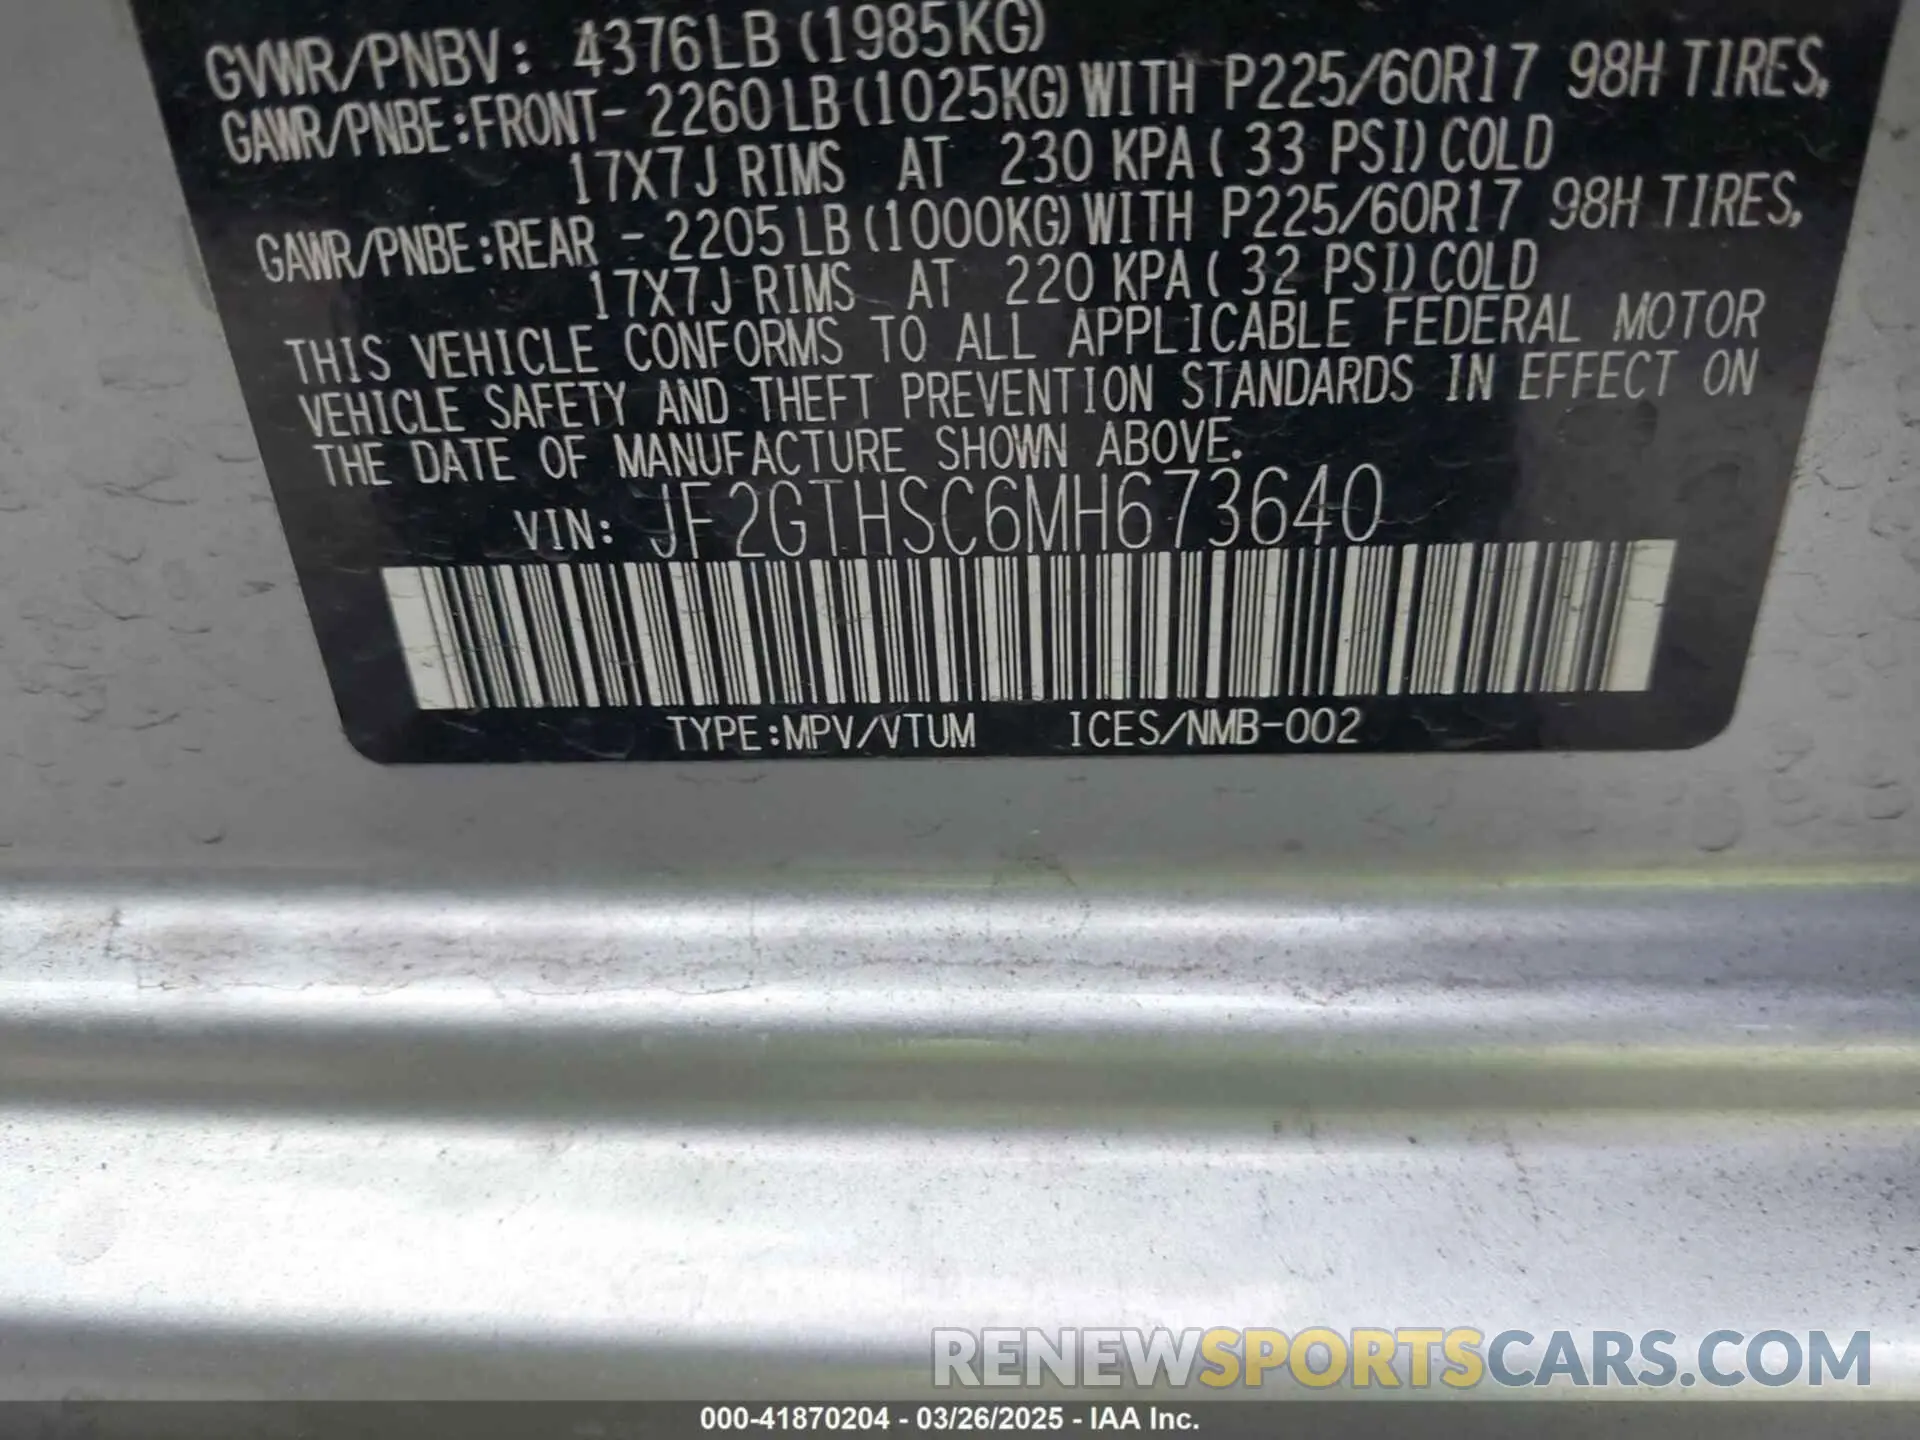 GVWR/PNBV: 4376LB (1985KG)
GAWR/PNBE:FRONT- 2260LB (1025KG) WITH P225/60R17 98H TIRES,
17X7J RIMS AT 230 KPA ( 33 PSI) COLD
GAWR/PNBE:REAR - 2205LB (1000KG) WITH P225/60R17 98H TIRES,
17X7J RIMS AT 220 KPA ( 32 PSI) COLD
THIS VEHICLE CONFORMS TO ALL APPLICABLE FEDERAL MOTOR
VEHICLE SAFETY AND THEFT PREVENTION STANDARDS IN EFFECT ON
THE DATE OF MANUFACTURE SHOWN ABOVE.
VIN: JF2GTHSC6MH673640
TYPE:MPV/VTUM ICES/NMB-002
RENEWSPORTSCARS.COM
000-41870204 - 03/26/2025 - IAA Inc.